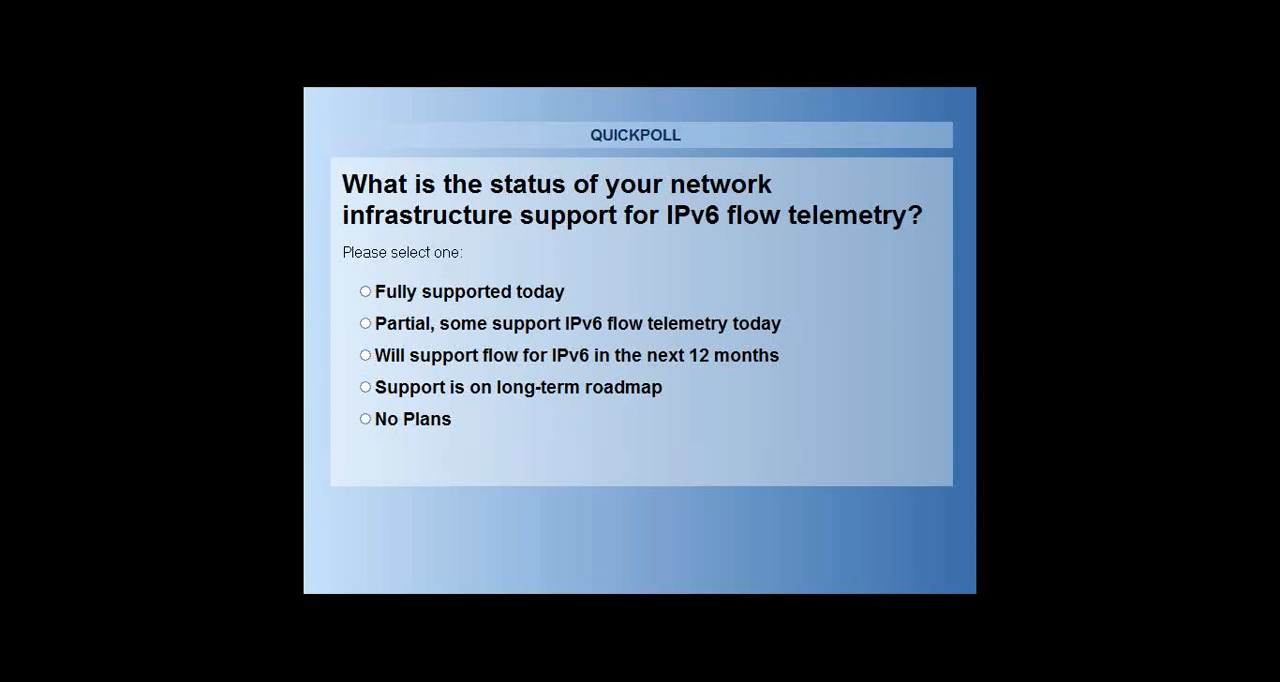 QUICKPOLL
What is the status of your network
infrastructure support for IPv6 flow telemetry?
Please select one:
Fully supported today
Partial, some support IPv6 flow telemetry today
Will support flow for IPv6 in the next 12 months
Support is on long-term roadmap
No Plans